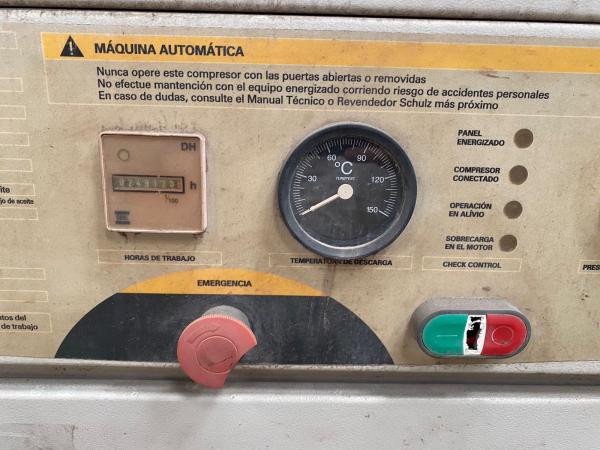 MÁQUINA AUTOMÁTICA
Nunca opere este compresor con las puertas abiertas o removidas
No efectue mantención con el equipo energizado corriendo riesgo de accidentes personales
En caso de dudas, consulte el Manual Técnico o Revendedor Schulz más próximo
DH
h
1/100
HORAS DE TRABAJO
30
60
90
120
150
°C
TEMPERATURA DE DESCARGA
PANEL
ENERGIZADO
COMPRESOR
CONECTADO
OPERACIÓN
EN ALÍVIO
SOBRECARGA
EN EL MOTOR
CHECK CONTROL
EMERGENCIA
ite
jo de aceite
ntos del
de trabajo
PRES